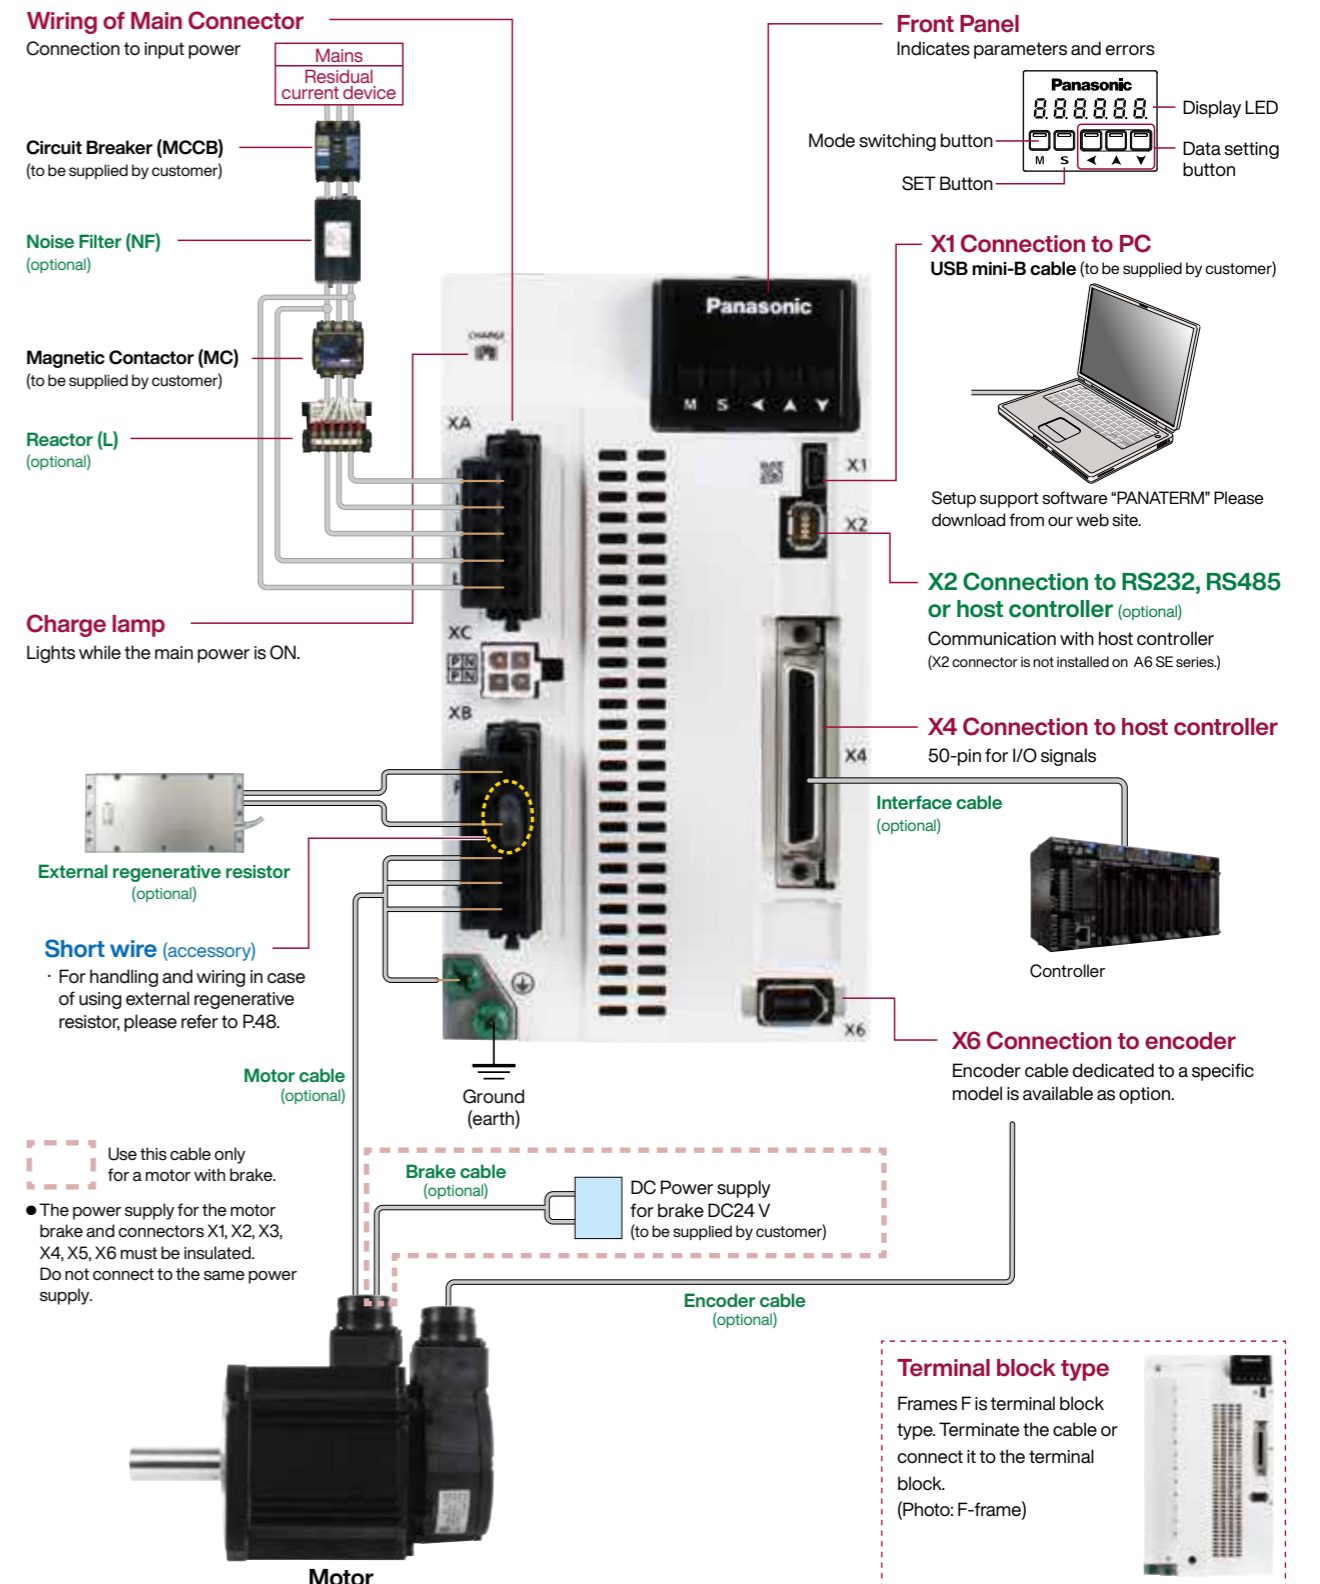 Wiring of Main Connector
Connection to input power
Mains
Residual
current device
Circuit Breaker (MCCB)
(to be supplied by customer)
Noise Filter (NF)
(optional)
Magnetic Contactor (MC)
(to be supplied by customer)
Reactor (L)
(optional)
Charge lamp
Lights while the main power is ON.
Front Panel
Indicates parameters and errors
Panasonic
8.8.8.8.8.8.
Display LED
Mode switching button
M S
Data setting
button
SET Button
X1 Connection to PC
USB mini-B cable (to be supplied by customer)
Setup support software “PANATERM” Please
download from our web site.
X2 Connection to RS232, RS485
or host controller (optional)
Communication with host controller
(X2 connector is not installed on A6 SE series.)
X4 Connection to host controller
50-pin for I/O signals
Interface cable
(optional)
Controller
X6 Connection to encoder
Encoder cable dedicated to a specific
model is available as option.
Panasonic
CHARGE
M S
XA
X1
X2
XC
P N
P N
XB
X4
X6
External regenerative resistor
(optional)
Short wire (accessory)
· For handling and wiring in case
of using external regenerative
resistor, please refer to P.48.
Ground
(earth)
Motor cable
(optional)
Use this cable only
for a motor with brake.
● The power supply for the motor
brake and connectors X1, X2, X3,
X4, X5, X6 must be insulated.
Do not connect to the same power
supply.
Brake cable
(optional)
DC Power supply
for brake DC24 V
(to be supplied by customer)
Encoder cable
(optional)
Motor
Terminal block type
Frames F is terminal block
type. Terminate the cable or
connect it to the terminal
block.
(Photo: F-frame)